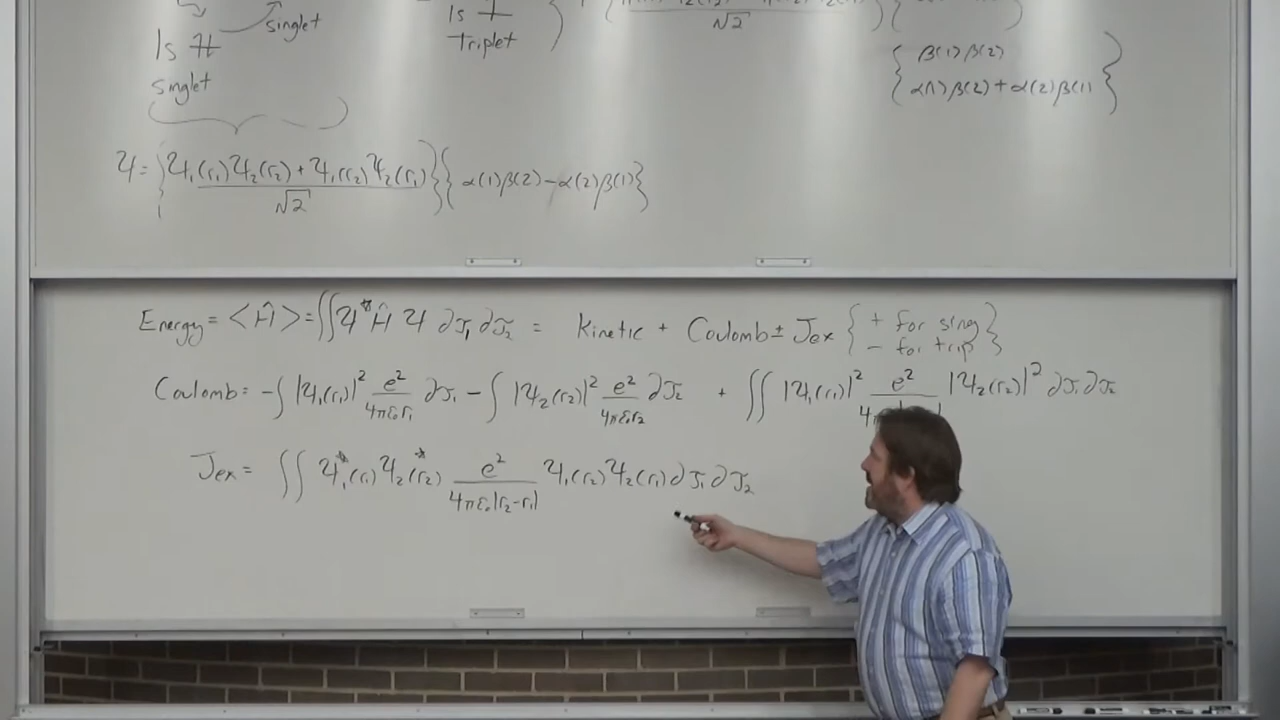 singlet
1s
triplet
√2
1s
singlet
β(1)β(2)
α(1)β(2)+α(2)β(1)
Ψ= {Ψ₁(r₁)Ψ₂(r₂)+Ψ₁(r₂)Ψ₂(r₁) / √2}{α(1)β(2)-α(2)β(1)}
Energy= <Ĥ>=∫∫Ψ*ĤΨ ∂τ₁∂τ₂ = Kinetic + Coulomb ± Jex {+ for sing
- for trip}
Coulomb= -∫|Ψ₁(r₁)|² e²/4πε₀r₁ ∂τ₁ -∫|Ψ₂(r₂)|² e²/4πε₀r₂ ∂τ₂ + ∫∫|Ψ₁(r₁)|² e²/4π |Ψ₂(r₂)|² ∂τ₁∂τ₂
Jex= ∫∫Ψ₁*(r₁)Ψ₂*(r₂) e²/4πε₀|r₂-r₁| Ψ₁(r₂)Ψ₂(r₁)∂τ₁∂τ₂